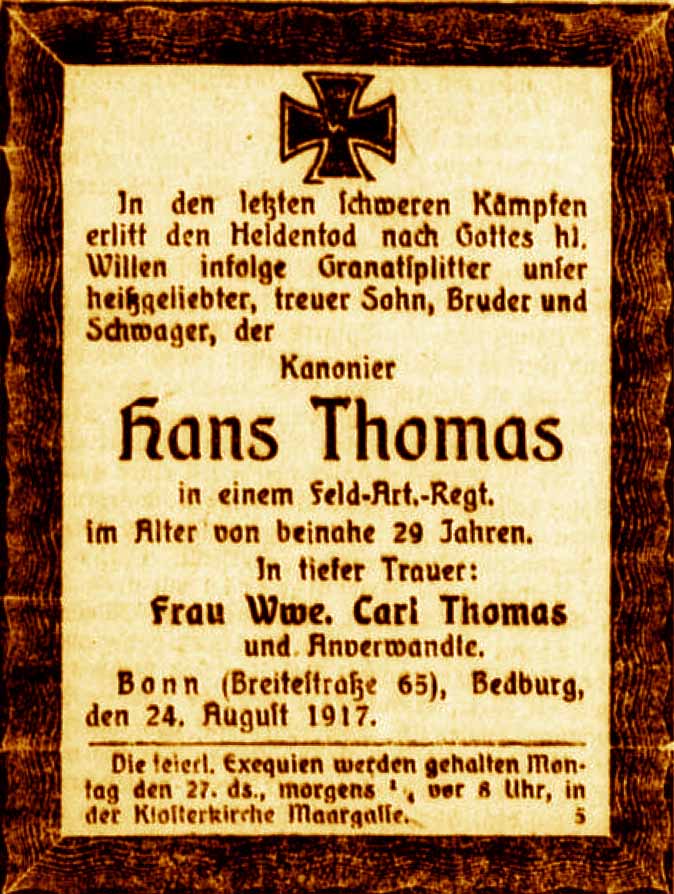 In den letzten schweren Kämpfen
erlitt den Heldentod nach Gottes hl.
Willen infolge Granatsplitter unser
heißgeliebter, treuer Sohn, Bruder und
Schwager, der
Kanonier
Hans Thomas
in einem Feld-Art.-Regt.
im Alter von beinahe 29 Jahren.
In tiefer Trauer:
Frau Wwe. Carl Thomas
und Anverwandte.
Bonn (Breitestraße 65), Bedburg,
den 24. August 1917.
Die feierl. Exequien werden gehalten Mon-
tag den 27. ds., morgens ¼ vor 8 Uhr, in
der Klosterkirche Maargasse. 5